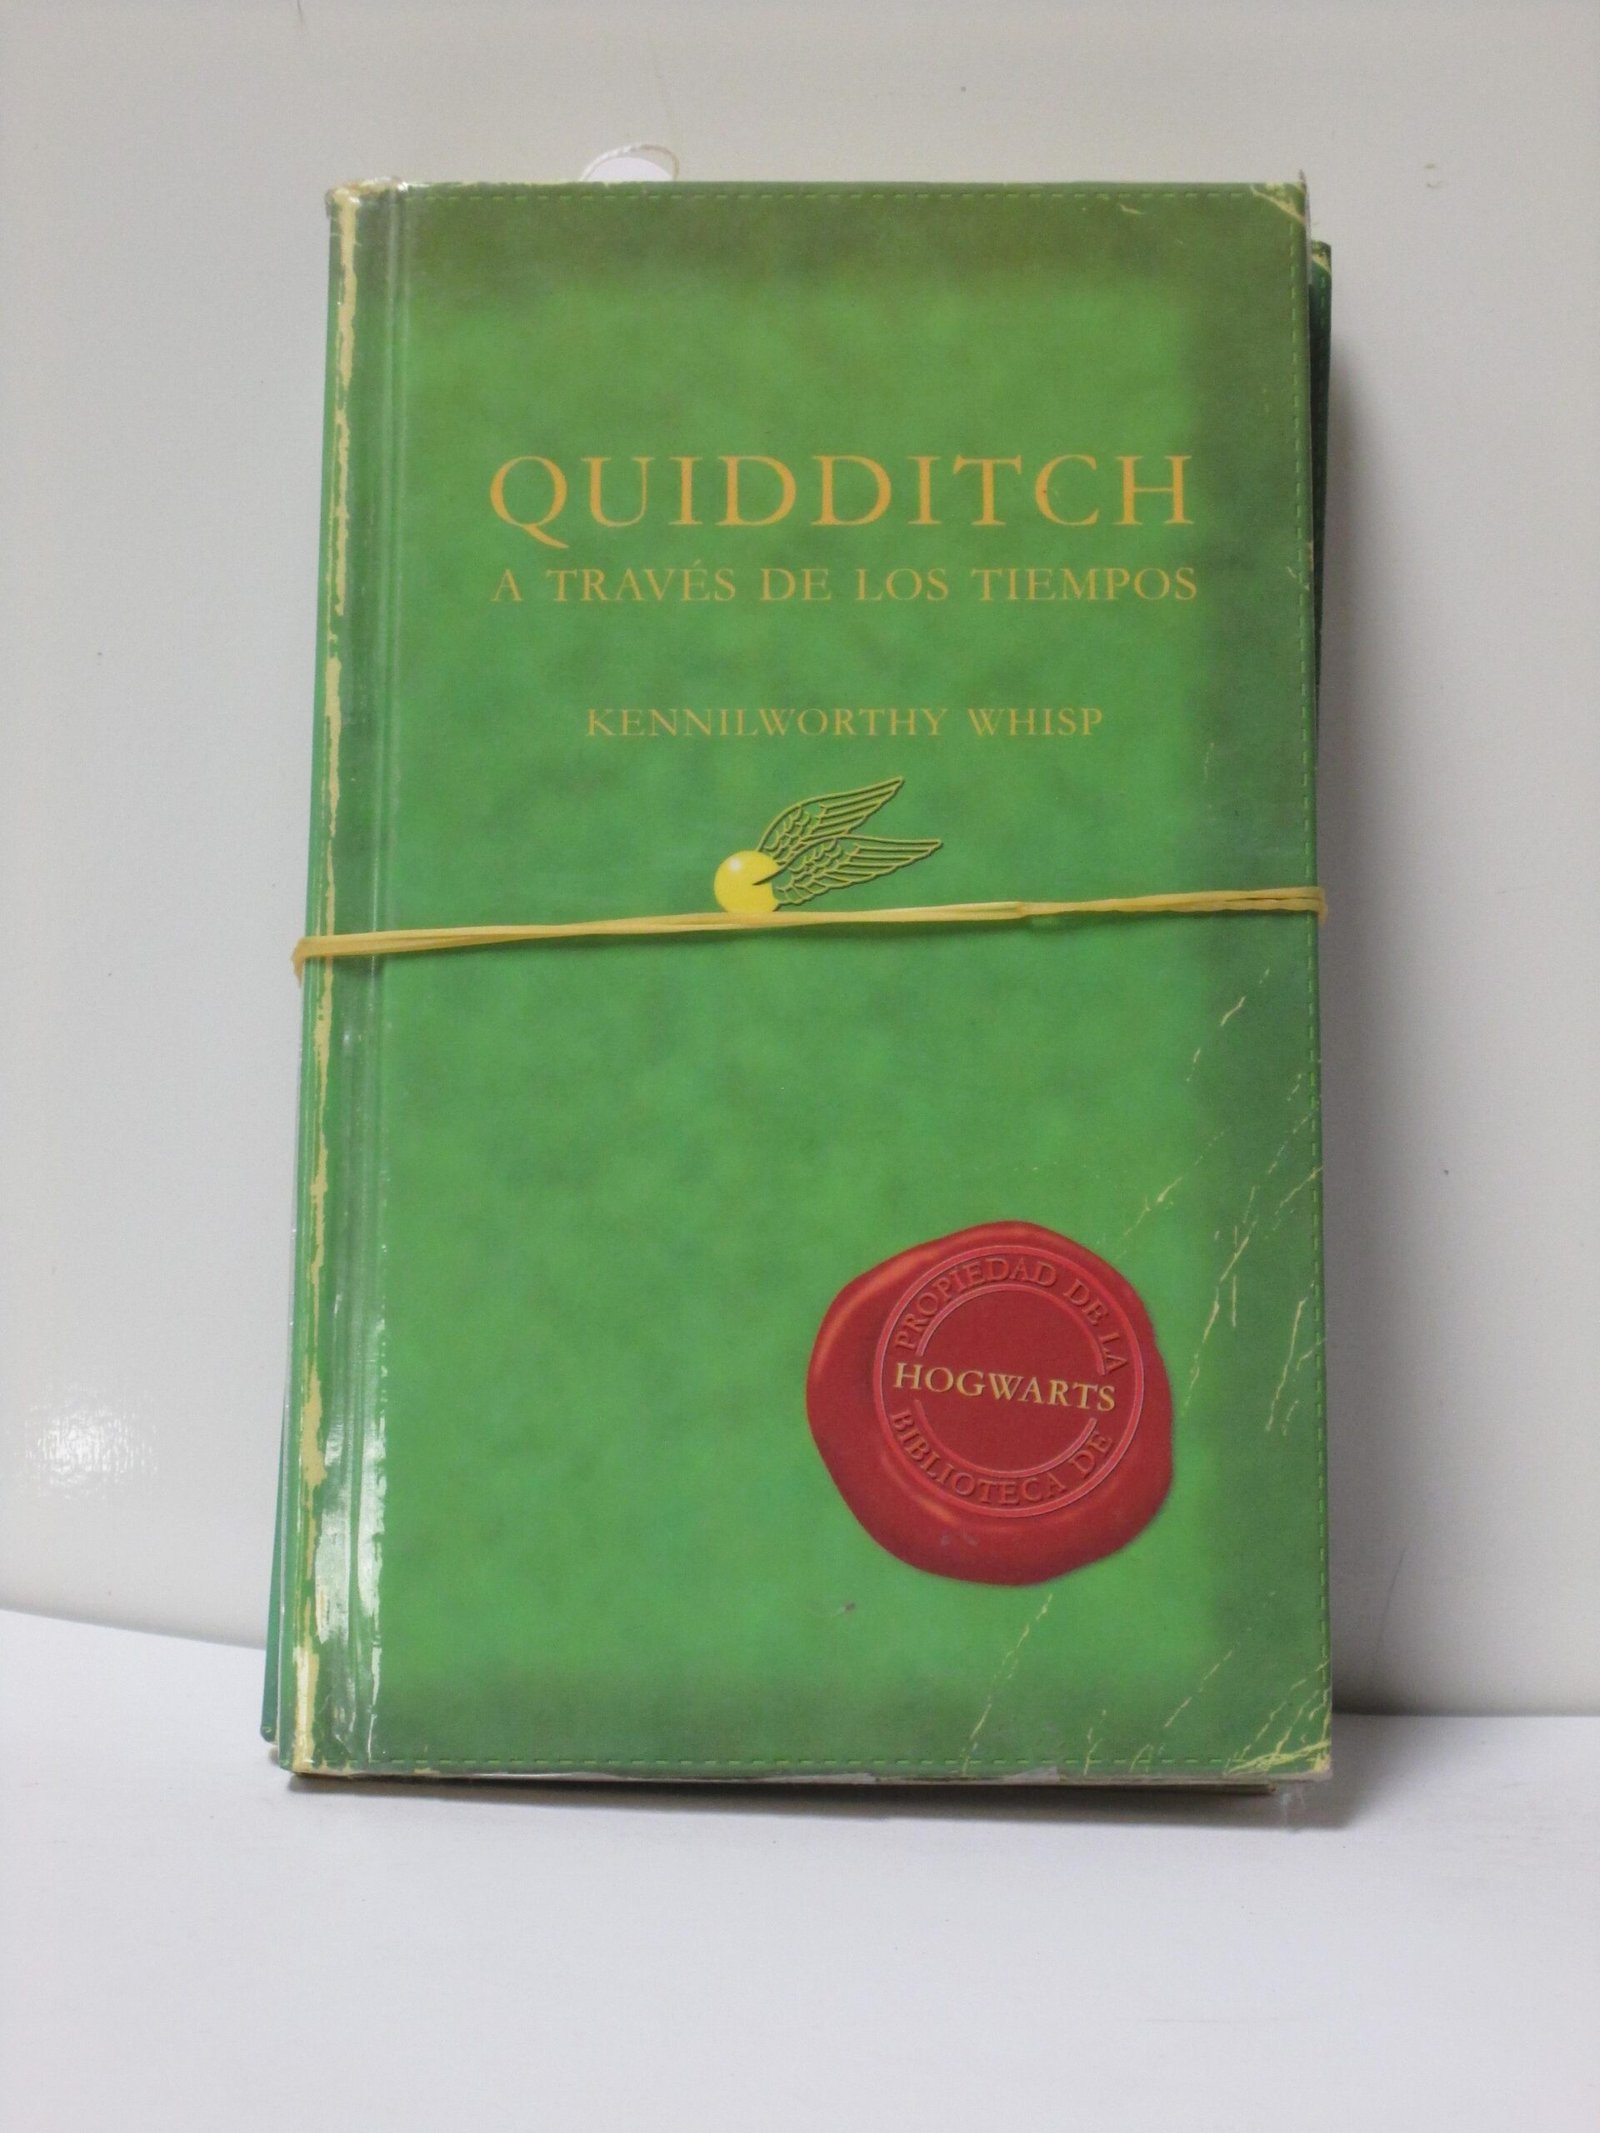 QUIDDITCH
A TRAVÉS DE LOS TIEMPOS
KENNILWORTHY WHISP
PROPIEDAD DE LA
HOGWARTS
BIBLIOTECA DE